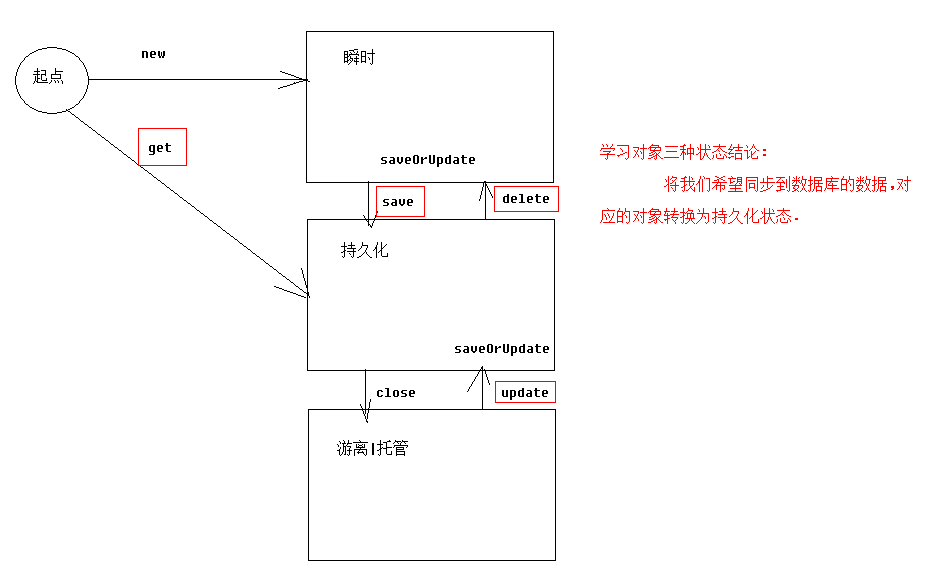 new
瞬时
起点
get
saveOrUpdate
学习对象三种状态结论:
将我们希望同步到数据库的数据,对
应的对象转换为持久化状态.
save
delete
持久化
saveOrUpdate
close
update
游离|托管